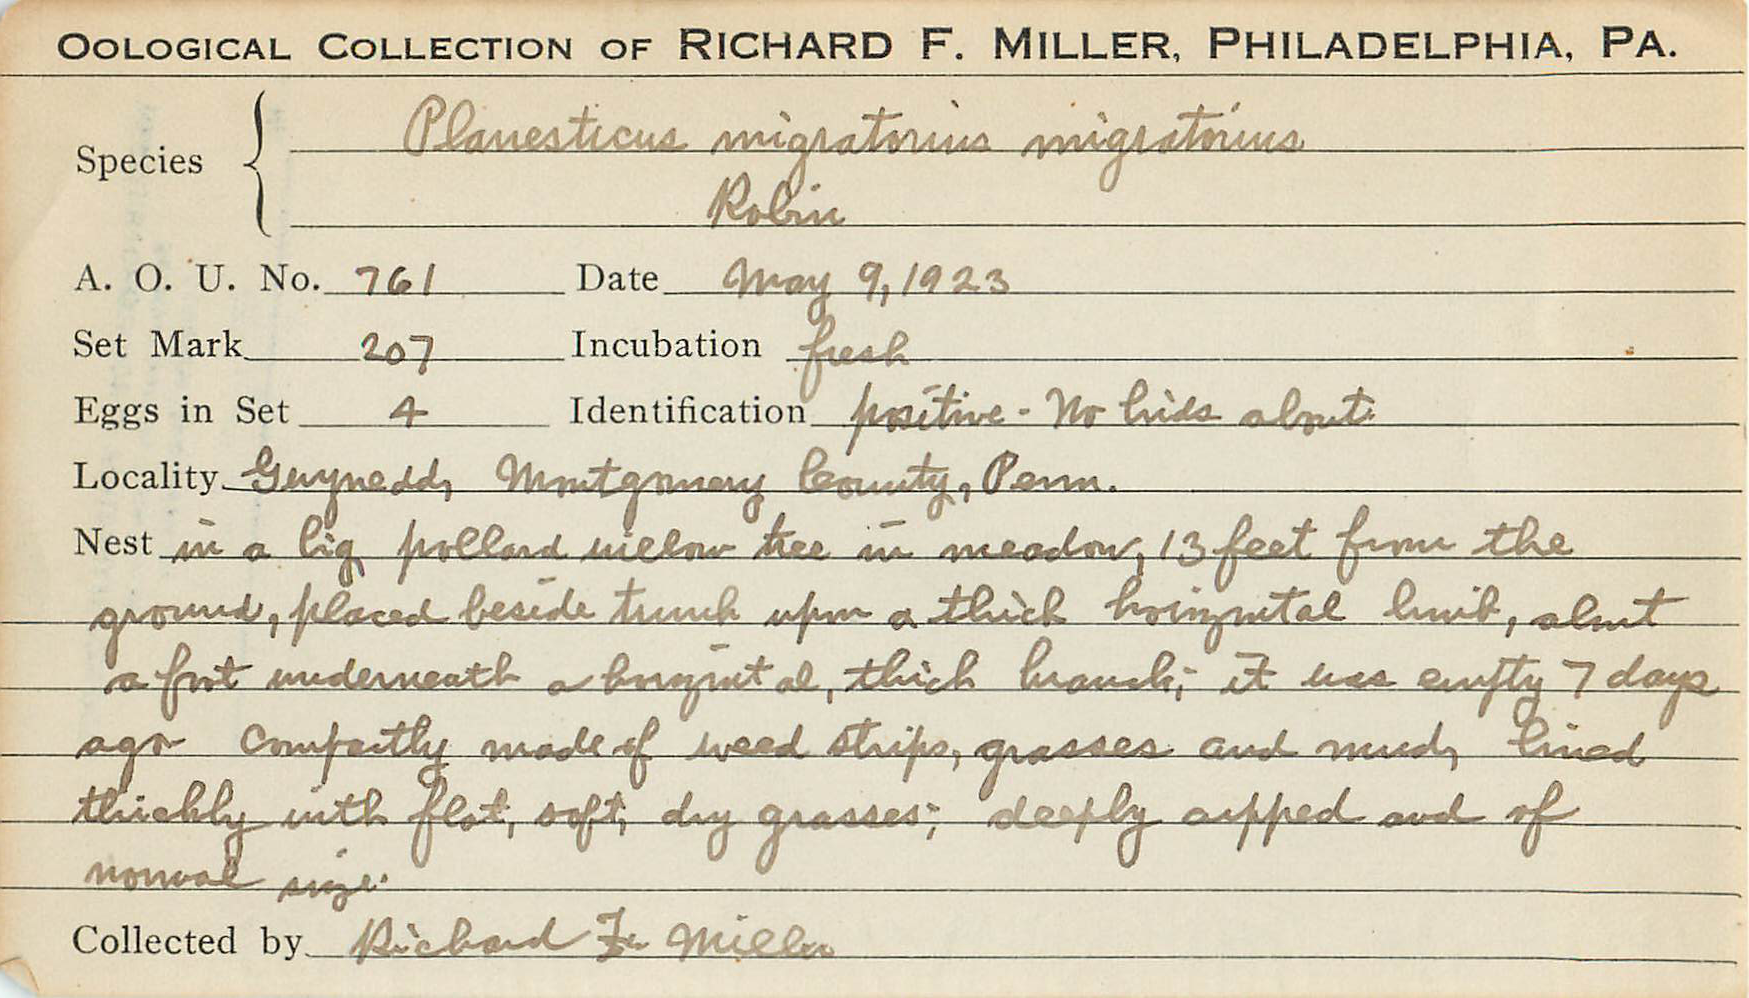 OOLOGICAL COLLECTION OF RICHARD F. MILLER, PHILADELPHIA, PA.
Species { Planesticus migratorius migratorius
Robin
A. O. U. No. 761 Date May 9, 1923
Set Mark 207 Incubation fresh
Eggs in Set 4 Identification positive - No birds about.
Locality Gwynedd, Montgomery County, Penn.
Nest in a big pollard willow tree in meadow, 13 feet from the
ground, placed beside trunk upon a thick horizontal limb, about
a foot underneath a horizontal, thick branch; it was empty 7 days
ago Compactly made of weed strips, grasses and mud, lined
thickly with flat, soft, dry grasses; deeply cupped and of
normal size.
Collected by Richard F. Miller